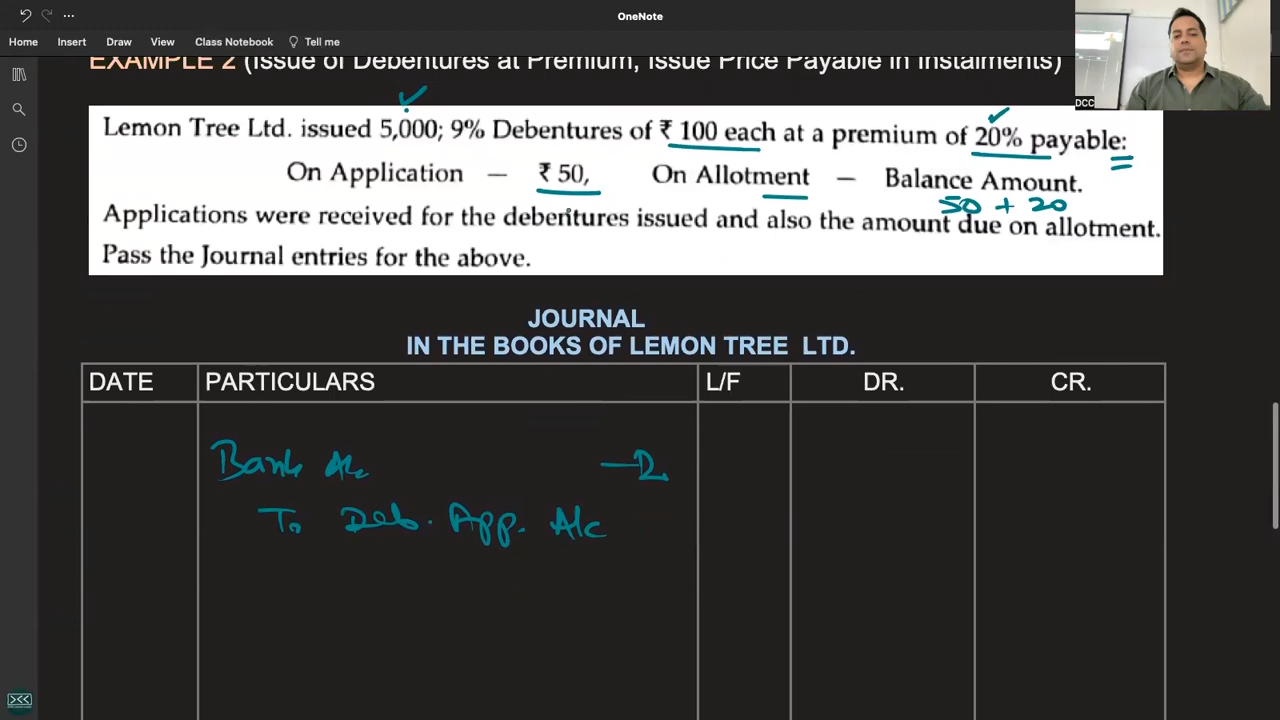 OneNote
Home Insert Draw View Class Notebook Tell me
EXAMPLE 2 (Issue of Debentures at Premium, Issue Price Payable in Instalments)
DCC
Lemon Tree Ltd. issued 5,000; 9% Debentures of ₹ 100 each at a premium of 20% payable:
On Application — ₹ 50, On Allotment — Balance Amount.
50 + 20
Applications were received for the debentures issued and also the amount due on allotment.
Pass the Journal entries for the above.
JOURNAL
IN THE BOOKS OF LEMON TREE LTD.
DATE PARTICULARS L/F DR. CR.
Bank A/c — D.
To Deb. App. A/c
DCC